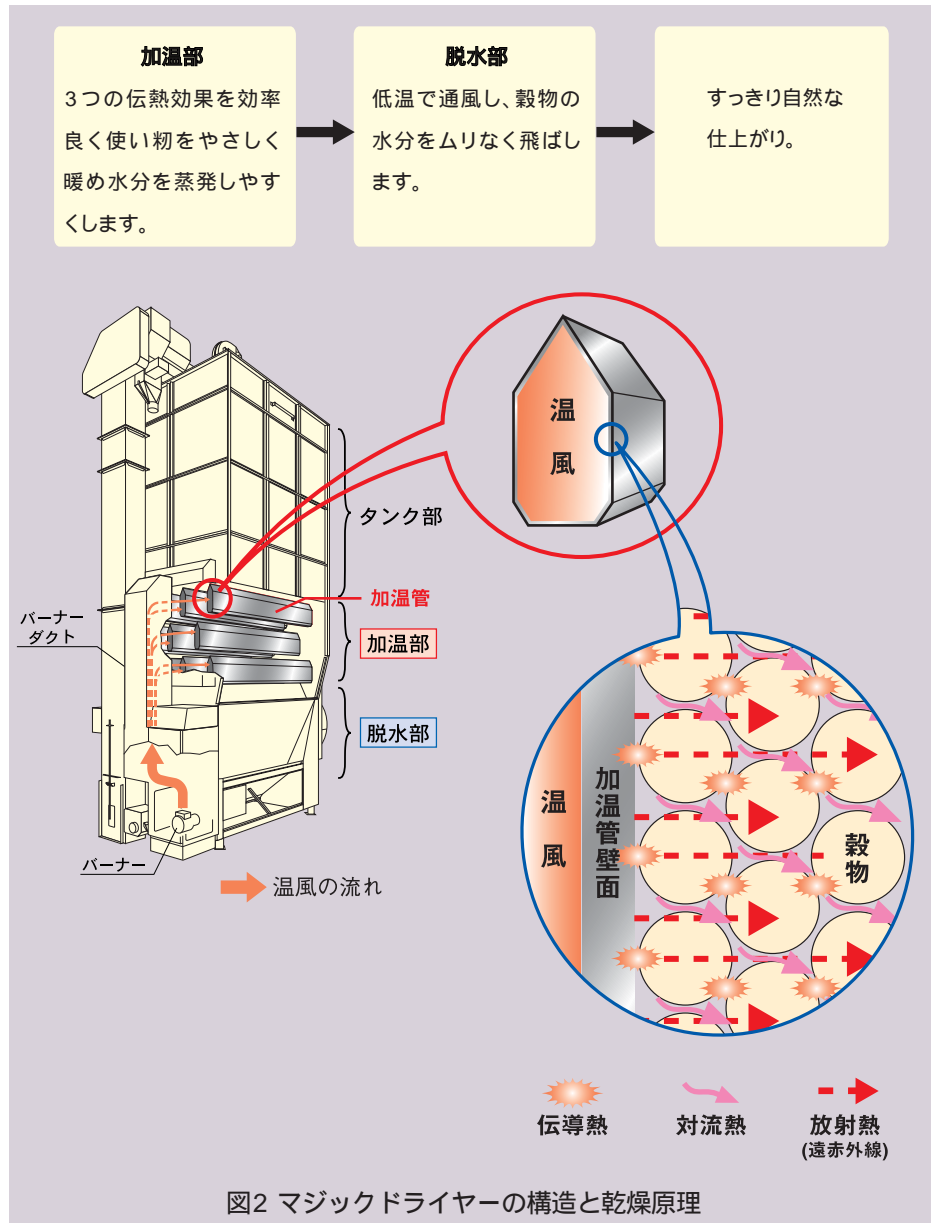 加温部
3つの伝熱効果を効率
良く使い籾をやさしく
暖め水分を蒸発しやす
くします。
脱水部
低温で通風し、穀物の
水分をムリなく飛ばし
ます。
すっきり自然な
仕上がり。
温
風
タンク部
加温管
加温部
脱水部
バーナー
ダクト
バーナー
温風の流れ
温
風
加温管壁面
穀
物
伝導熱
対流熱
放射熱
(遠赤外線)
図2 マジックドライヤーの構造と乾燥原理